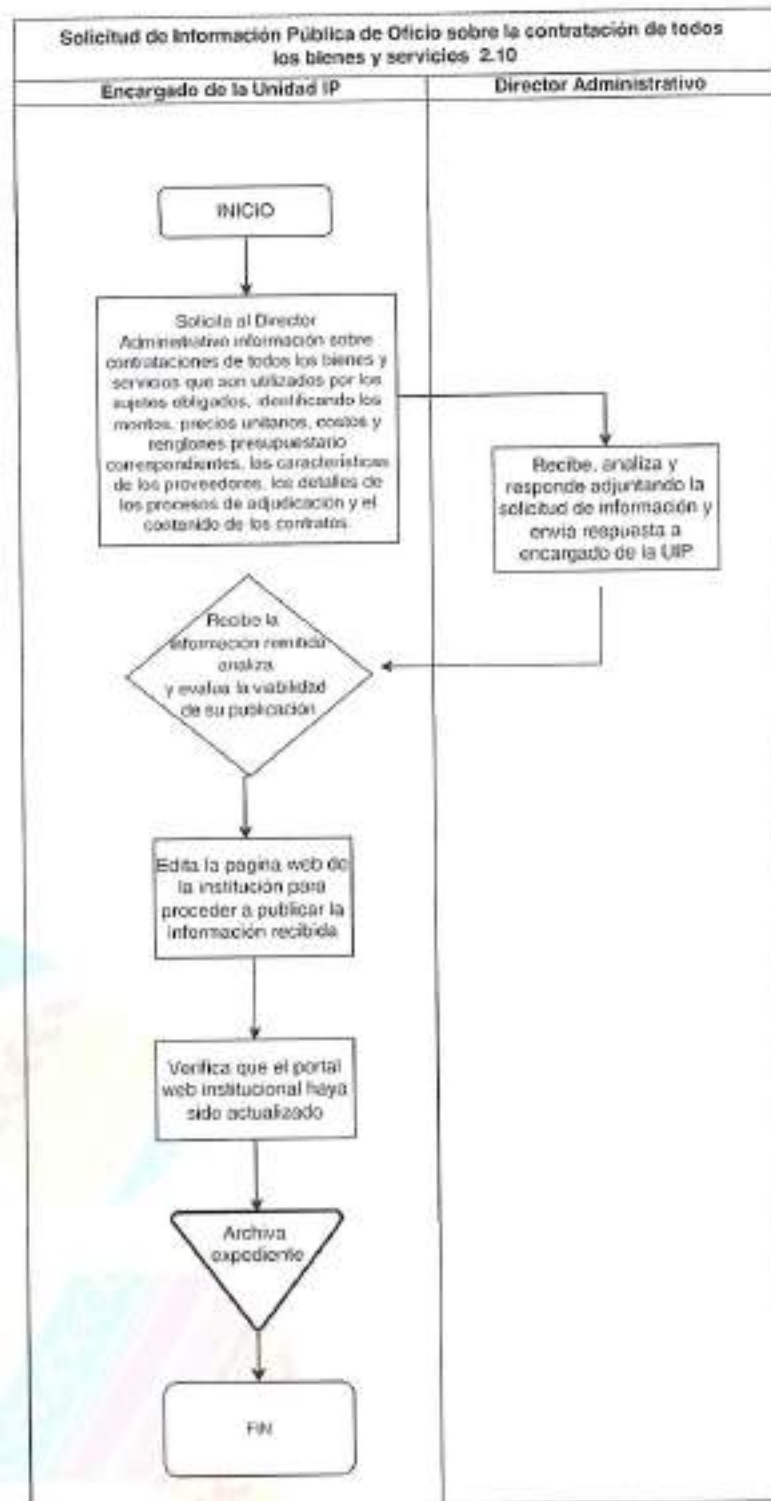 Solicitud de Información Pública de Oficio sobre la contratación de todos
los bienes y servicios 2.10
Encargado de la Unidad IP
Director Administrativo
INICIO
Solicita al Director
Administrativo información sobre
contrataciones de todos los bienes y
servicios que son utilizados por los
sujetos obligados, identificando los
montos, precios unitarios, costos y
renglones presupuestario
correspondientes, las características
de los proveedores, los detalles de
los procesos de adjudicación y el
contenido de los contratos.
Recibe, analiza y
responde adjuntando la
solicitud de información y
envia respuesta a
encargado de la UIP
Recibe la
información remitida
analiza
y evalua la viabilidad
de su publicación
Edita la pagina web de
la institución para
proceder a publicar la
información recibida
Verifica que el portal
web institucional haya
sido actualizado
Archiva
expediente
FIN